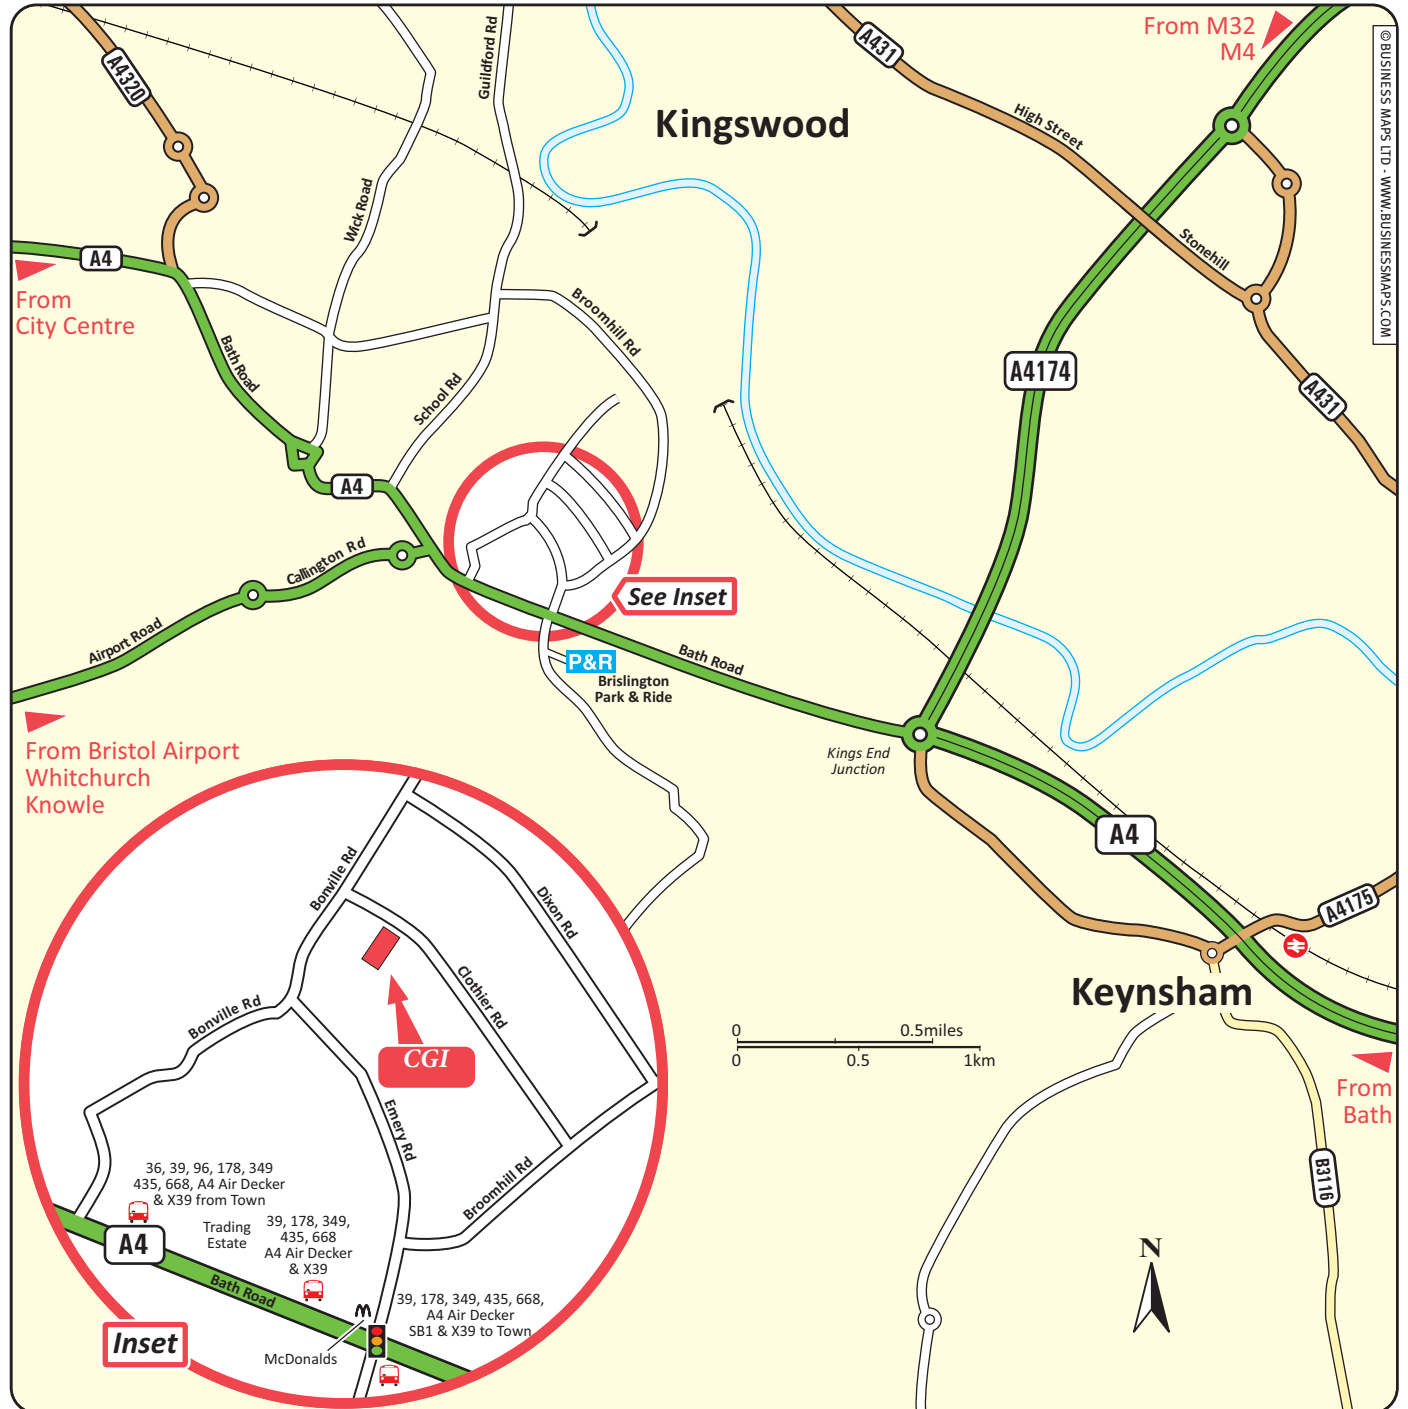 From M32
M4
© BUSINESS MAPS LTD - WWW.BUSINESSMAPS.COM
A431
High Street
Kingswood
Guildford Rd
A4320
Wick Road
Stonehill
A4
From
City Centre
Broomhill Rd
Bath Road
School Rd
A4174
A431
A4
Callington Rd
See Inset
Airport Road
P&R
Brislington
Park & Ride
Bath Road
From Bristol Airport
Whitchurch
Knowle
Kings End
Junction
A4
A4175
Keynsham
0 0.5miles
0 0.5 1km
From
Bath
B3116
N
Bonville Rd
Dixon Rd
Clothier Rd
Bonville Rd
CGI
Emery Rd
Broomhill Rd
36, 39, 96, 178, 349
435, 668, A4 Air Decker
& X39 from Town
Trading
Estate
39, 178, 349,
435, 668
A4 Air Decker
& X39
A4
Bath Road
39, 178, 349, 435, 668,
A4 Air Decker
SB1 & X39 to Town
McDonalds
Inset